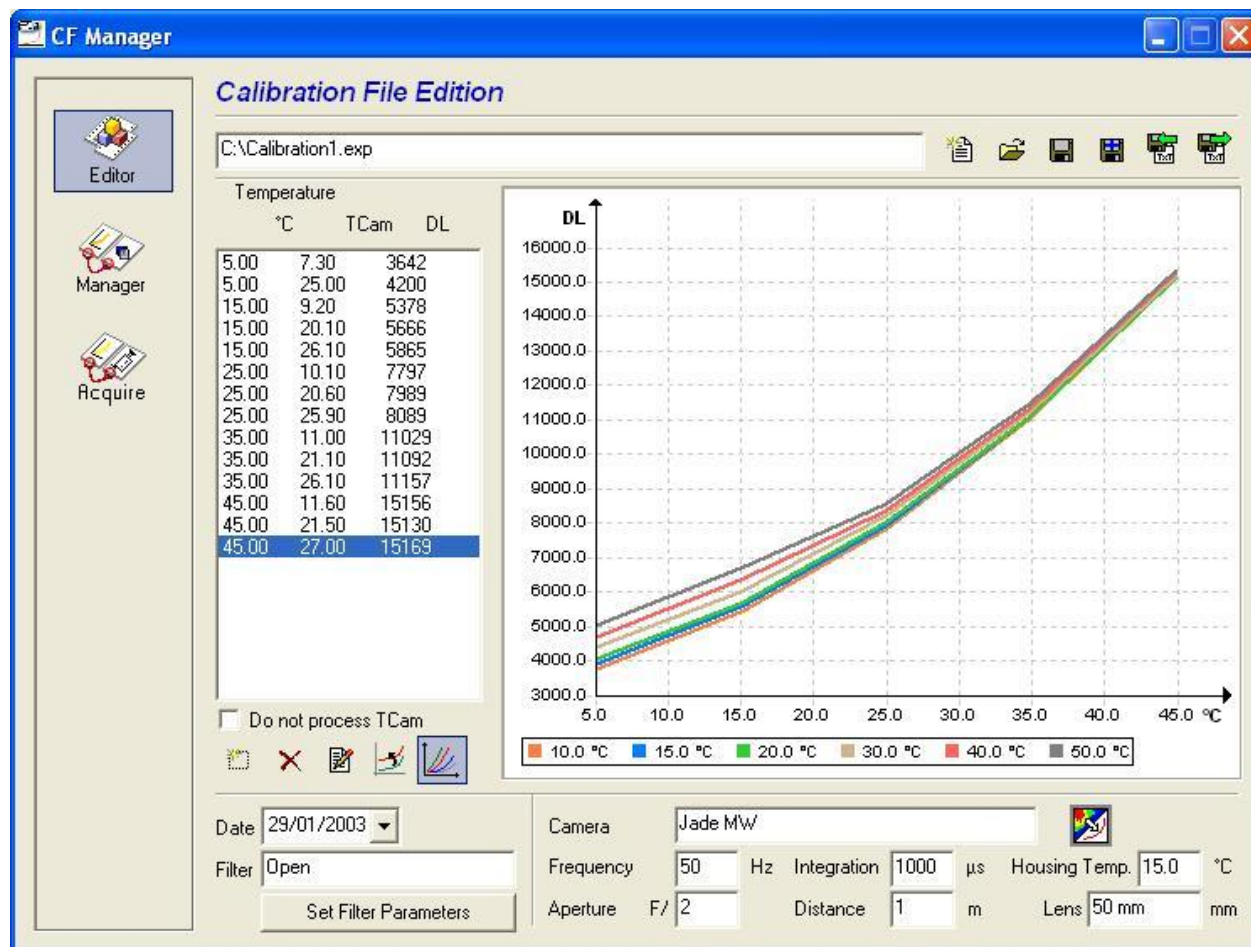 CF Manager
Calibration File Edition
C:\Calibration1.exp
Editor
Manager
Acquire
Temperature
°C TCam DL
5.00 7.30 3642
5.00 25.00 4200
15.00 9.20 5378
15.00 20.10 5666
15.00 26.10 5865
25.00 10.10 7797
25.00 20.60 7989
25.00 25.90 8089
35.00 11.00 11029
35.00 21.10 11092
35.00 26.10 11157
45.00 11.60 15156
45.00 21.50 15130
45.00 27.00 15169
Do not process TCam
DL
16000.0
15000.0
14000.0
13000.0
12000.0
11000.0
10000.0
9000.0
8000.0
7000.0
6000.0
5000.0
4000.0
3000.0
5.0 10.0 15.0 20.0 25.0 30.0 35.0 40.0 45.0 °C
10.0 °C 15.0 °C 20.0 °C 30.0 °C 40.0 °C 50.0 °C
Date 29/01/2003
Filter Open
Set Filter Parameters
Camera Jade MW
Frequency 50 Hz Integration 1000 µs Housing Temp. 15.0 °C
Aperture F/ 2 Distance 1 m Lens 50 mm mm
TXT
TXT